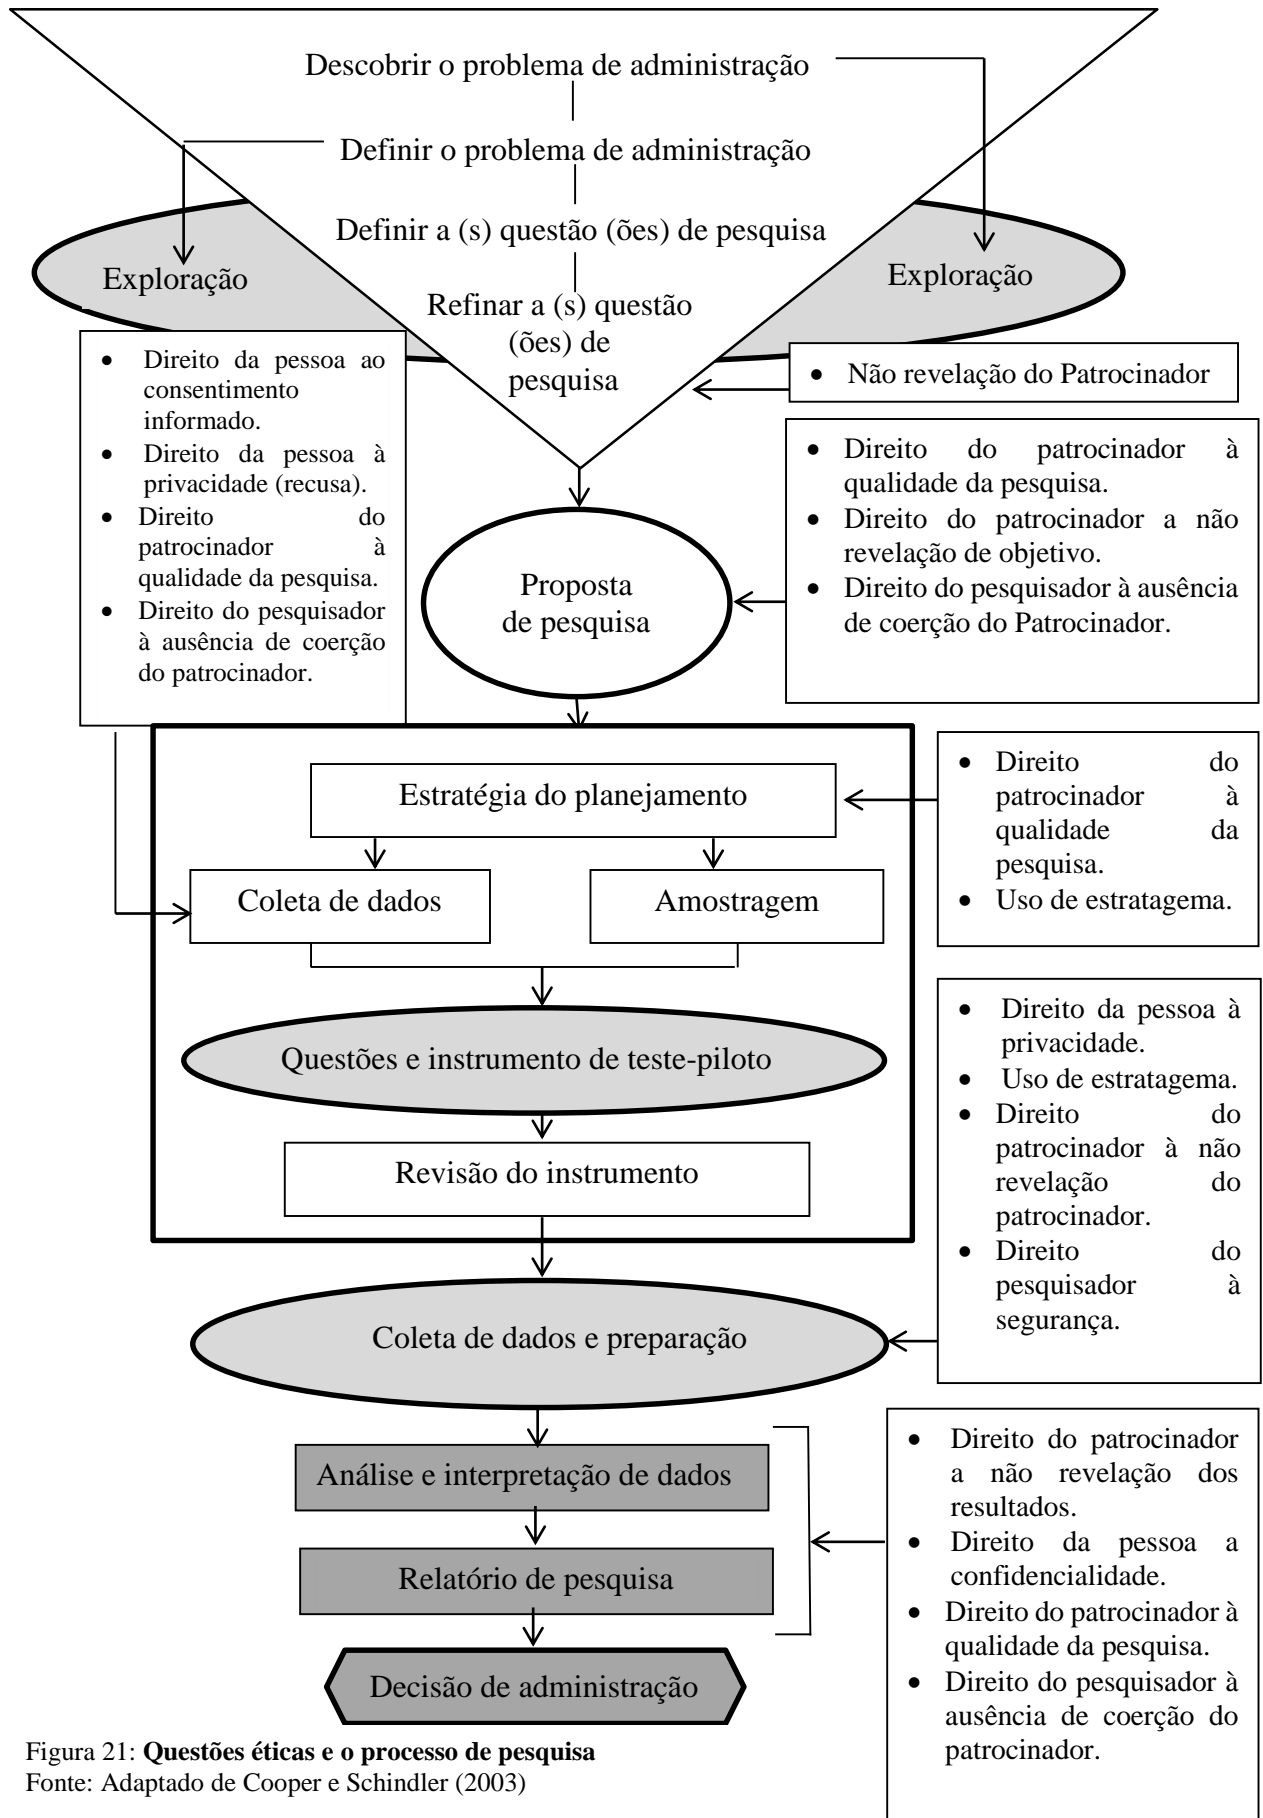 Descobrir o problema de administração
Definir o problema de administração
Definir a (s) questão (ões) de pesquisa
Exploração
Exploração
Refinar a (s) questão
(ões) de
pesquisa
• Direito da pessoa ao
consentimento
informado.
• Direito da pessoa à
privacidade (recusa).
• Direito do
patrocinador à
qualidade da pesquisa.
• Direito do pesquisador
à ausência de coerção
do patrocinador.
• Não revelação do Patrocinador
• Direito do patrocinador à
qualidade da pesquisa.
• Direito do patrocinador a não
revelação de objetivo.
• Direito do pesquisador à ausência
de coerção do Patrocinador.
Proposta
de pesquisa
Estratégia do planejamento
• Direito do
patrocinador à
qualidade da
pesquisa.
• Uso de estratagema.
Coleta de dados
Amostragem
Questões e instrumento de teste-piloto
Revisão do instrumento
• Direito da pessoa à
privacidade.
• Uso de estratagema.
• Direito do
patrocinador à não
revelação do
patrocinador.
• Direito do
pesquisador à
segurança.
Coleta de dados e preparação
Análise e interpretação de dados
Relatório de pesquisa
Decisão de administração
• Direito do patrocinador
a não revelação dos
resultados.
• Direito da pessoa a
confidencialidade.
• Direito do patrocinador à
qualidade da pesquisa.
• Direito do pesquisador à
ausência de coerção do
patrocinador.
Figura 21: Questões éticas e o processo de pesquisa
Fonte: Adaptado de Cooper e Schindler (2003)